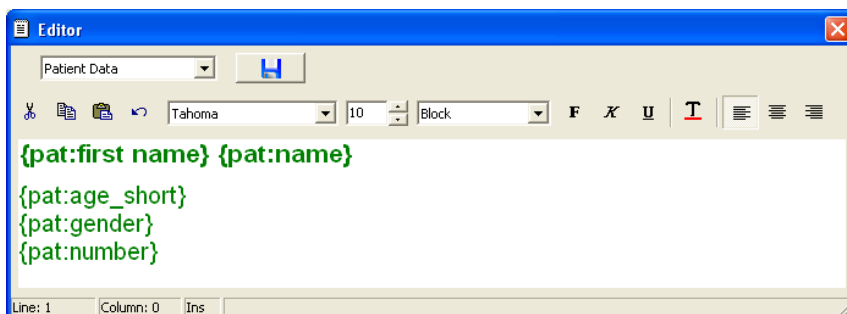 Editor
Patient Data
Tahoma 10 Block F K U T
{pat:first name} {pat:name}
{pat:age_short}
{pat:gender}
{pat:number}
Line: 1 Column: 0 Ins